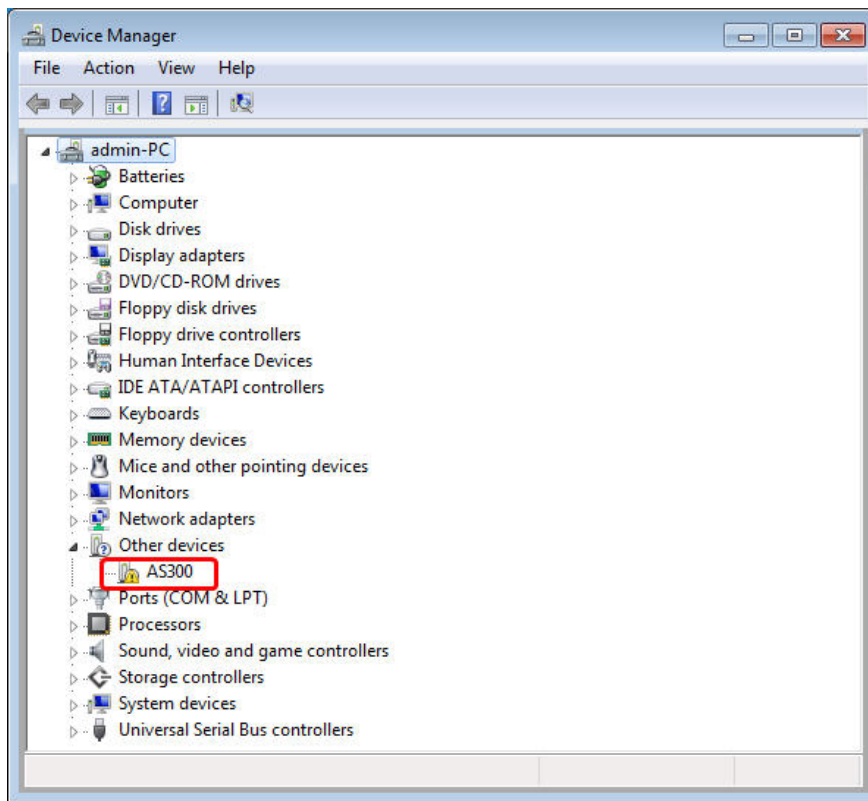 Device Manager
File Action View Help
admin-PC
Batteries
Computer
Disk drives
Display adapters
DVD/CD-ROM drives
Floppy disk drives
Floppy drive controllers
Human Interface Devices
IDE ATA/ATAPI controllers
Keyboards
Memory devices
Mice and other pointing devices
Monitors
Network adapters
Other devices
AS300
Ports (COM & LPT)
Processors
Sound, video and game controllers
Storage controllers
System devices
Universal Serial Bus controllers